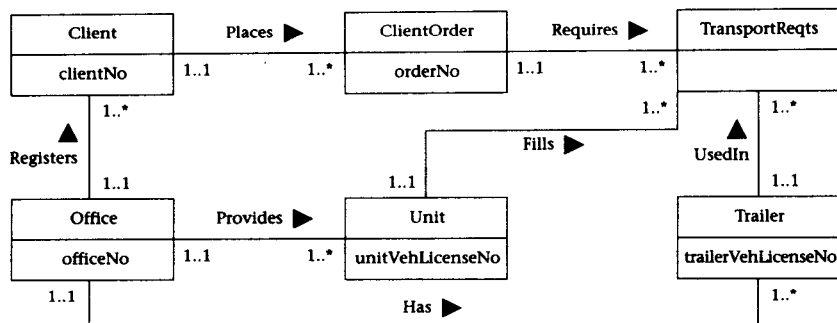 Client Places ClientOrder Requires TransportReqts
clientNo 1..1 1..* orderNo 1..1 1..*
1..* 1..* 1..*
Registers Fills UsedIn
1..1 1..1 1..1
Office Provides Unit Trailer
officeNo 1..1 1..* unitVehLicenseNo trailerVehLicenseNo
1..1 Has 1..*